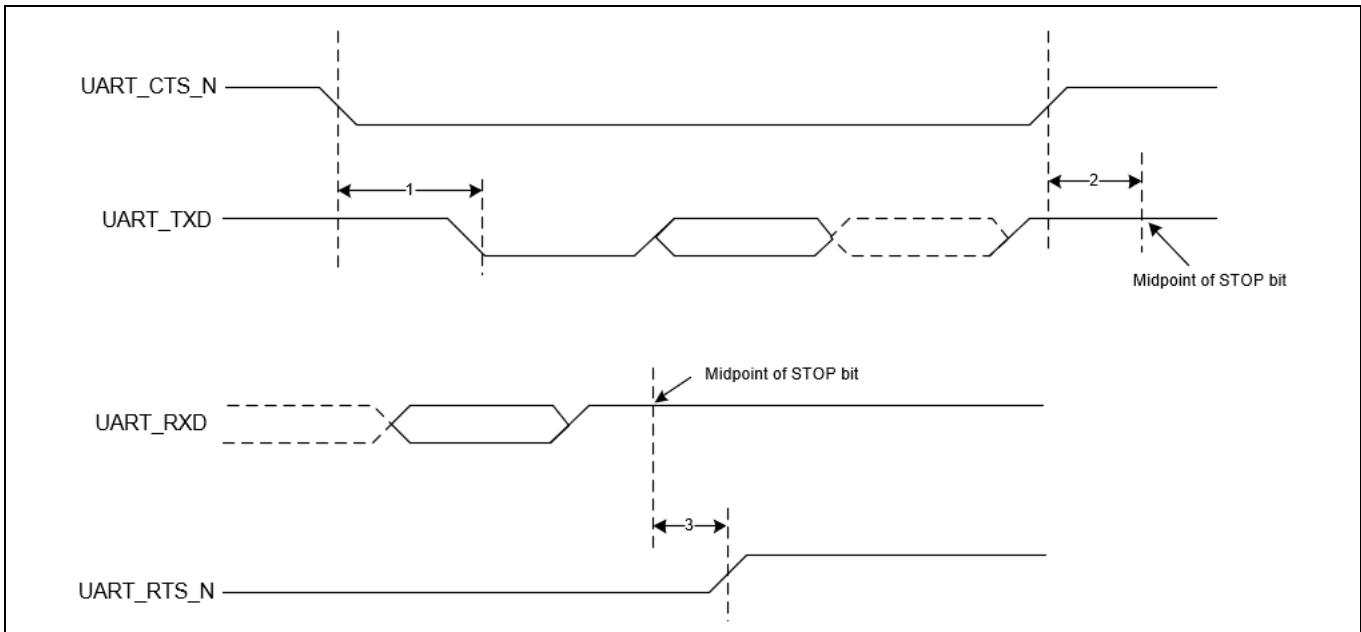 UART_CTS_N
1
2
UART_TXD
Midpoint of STOP bit
Midpoint of STOP bit
UART_RXD
3
UART_RTS_N